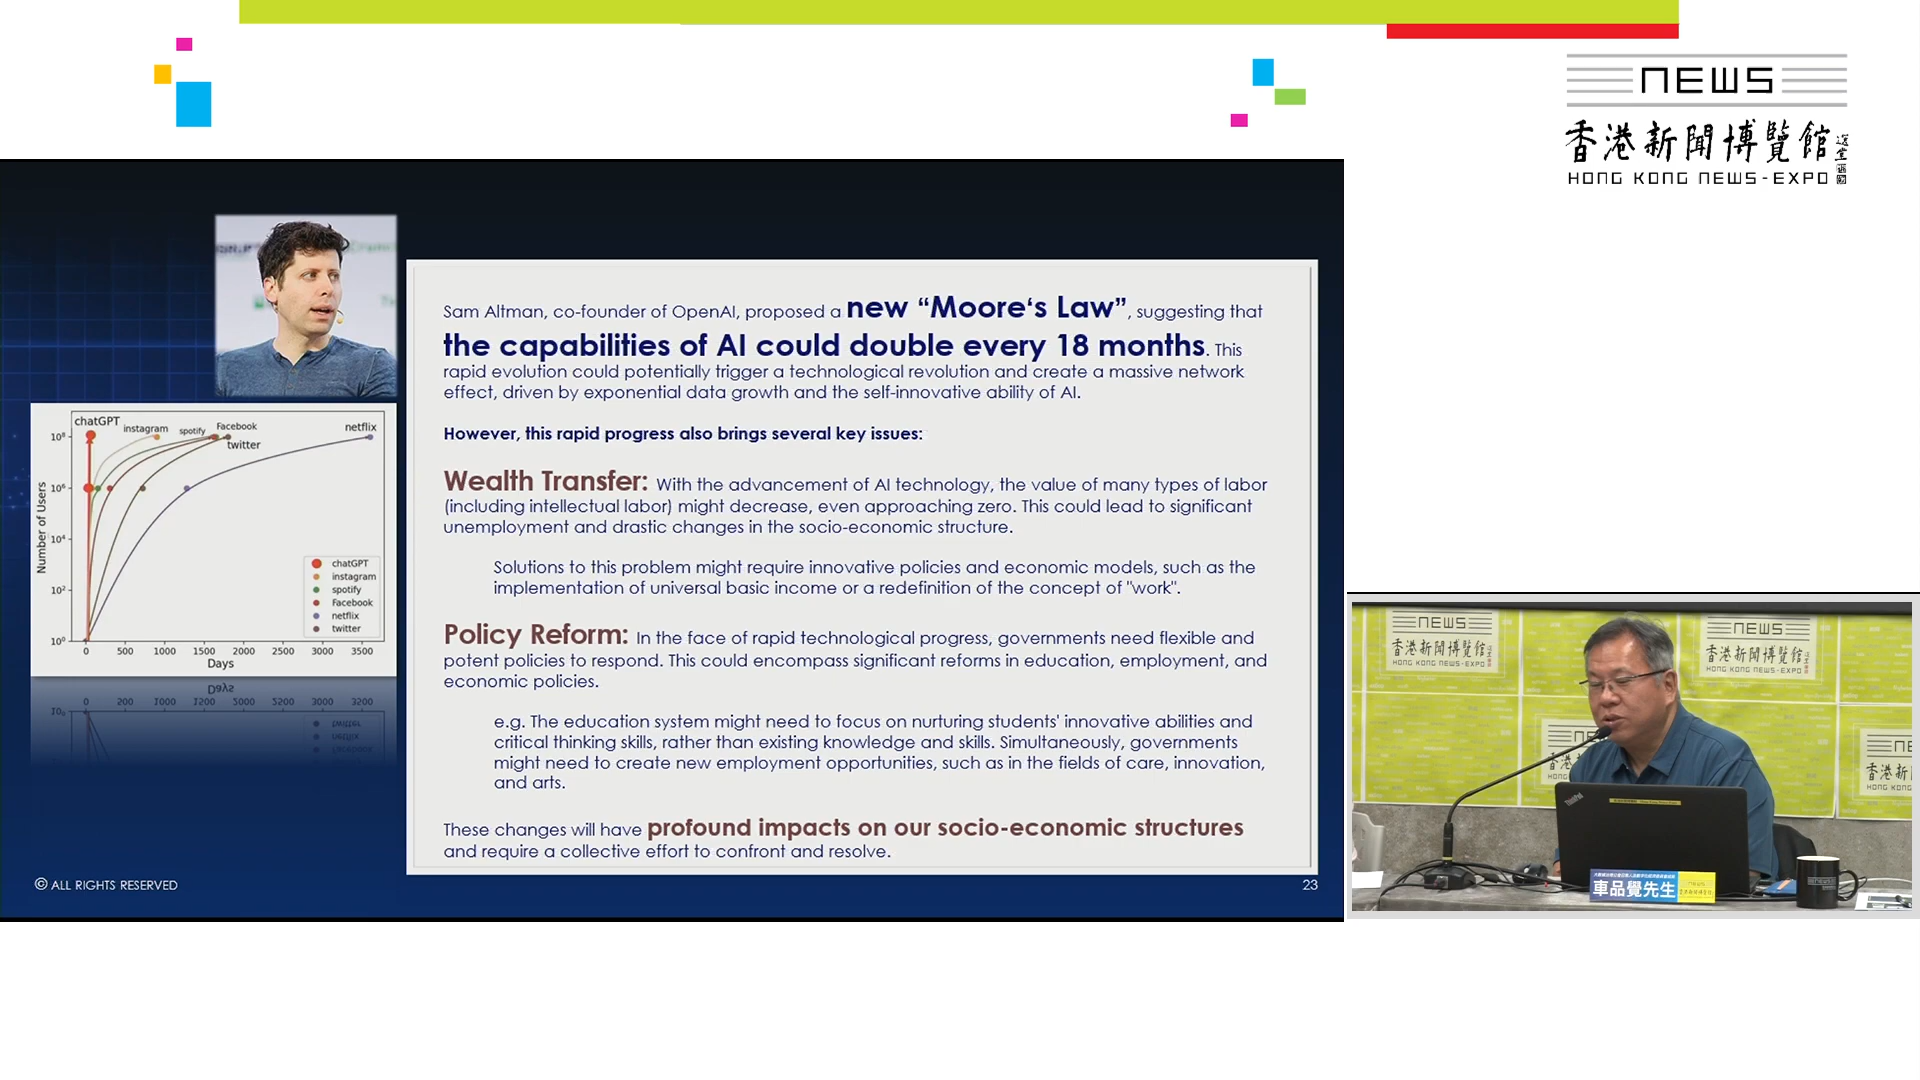 NEWS
香港新聞博覽館
HONG KONG NEWS-EXPO
Sam Altman, co-founder of OpenAI, proposed a new “Moore‘s Law”, suggesting that
the capabilities of AI could double every 18 months. This
rapid evolution could potentially trigger a technological revolution and create a massive network
effect, driven by exponential data growth and the self-innovative ability of AI.
However, this rapid progress also brings several key issues:
Wealth Transfer: With the advancement of AI technology, the value of many types of labor
(including intellectual labor) might decrease, even approaching zero. This could lead to significant
unemployment and drastic changes in the socio-economic structure.
Solutions to this problem might require innovative policies and economic models, such as the
implementation of universal basic income or a redefinition of the concept of "work".
Policy Reform: In the face of rapid technological progress, governments need flexible and
potent policies to respond. This could encompass significant reforms in education, employment, and
economic policies.
e.g. The education system might need to focus on nurturing students' innovative abilities and
critical thinking skills, rather than existing knowledge and skills. Simultaneously, governments
might need to create new employment opportunities, such as in the fields of care, innovation,
and arts.
These changes will have profound impacts on our socio-economic structures
and require a collective effort to confront and resolve.
chatGPT
instagram
spotify
Facebook
twitter
netflix
Number of Users
10⁸
10⁶
10⁴
10²
10⁰
chatGPT
instagram
spotify
Facebook
netflix
twitter
0 500 1000 1500 2000 2500 3000 3500
Days
© ALL RIGHTS RESERVED
23
NEWS
香港新聞博覽館
HONG KONG NEWS-EXPO
NEWS
香港新聞博覽館
HONG KONG NEWS-EXPO
ThinkPad
車品覺先生